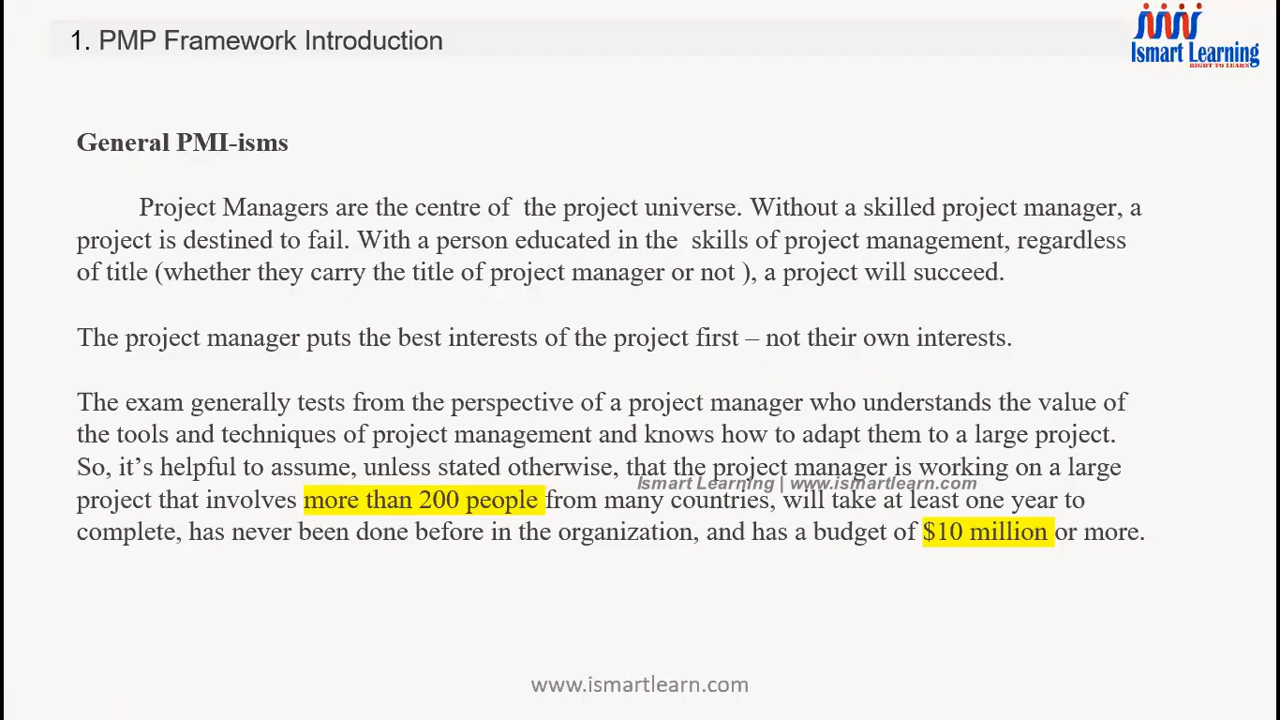 1. PMP Framework Introduction
Ismart Learning
RIGHT TO LEARN
General PMI-isms
Project Managers are the centre of the project universe. Without a skilled project manager, a
project is destined to fail. With a person educated in the skills of project management, regardless
of title (whether they carry the title of project manager or not ), a project will succeed.
The project manager puts the best interests of the project first – not their own interests.
The exam generally tests from the perspective of a project manager who understands the value of
the tools and techniques of project management and knows how to adapt them to a large project.
So, it’s helpful to assume, unless stated otherwise, that the project manager is working on a large
Ismart Learning | www.ismartlearn.com
project that involves more than 200 people from many countries, will take at least one year to
complete, has never been done before in the organization, and has a budget of $10 million or more.
www.ismartlearn.com